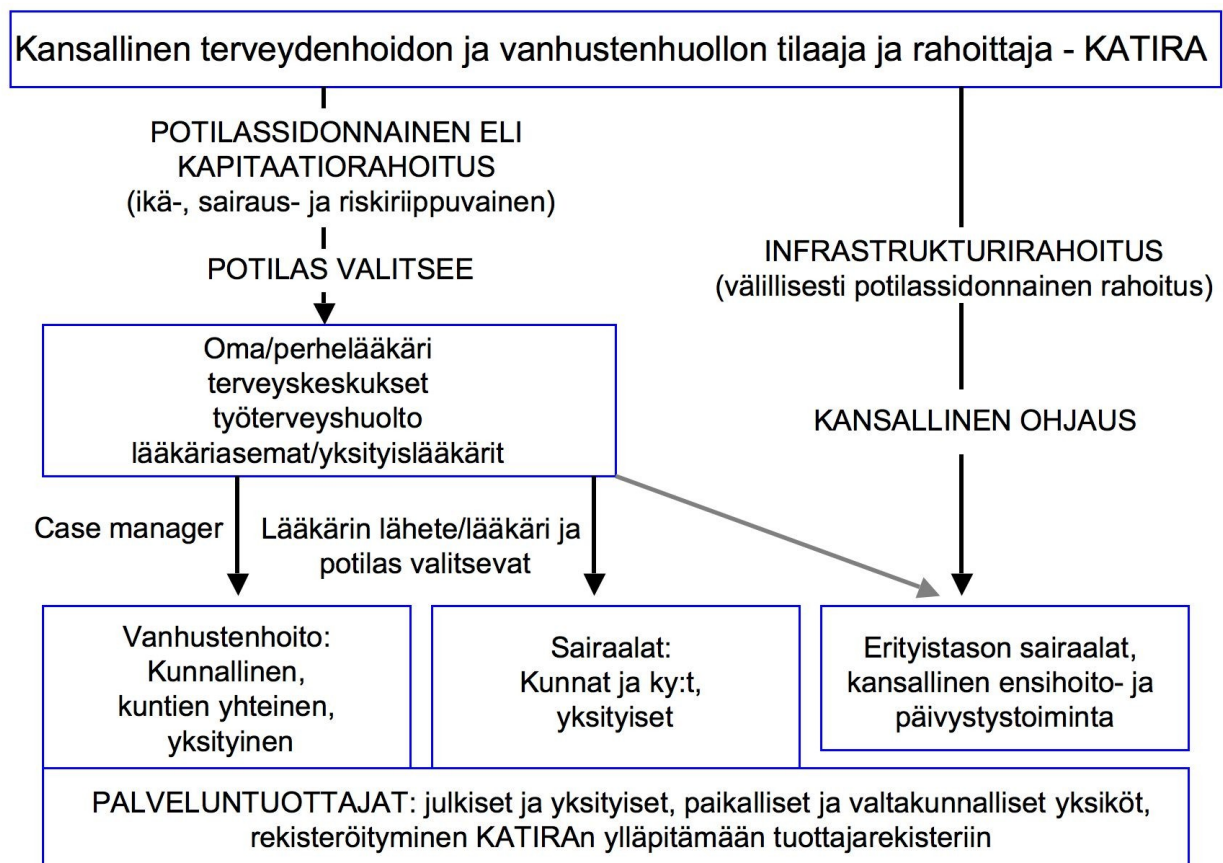 Kansallinen terveydenhoidon ja vanhustenhuollon tilaaja ja rahoittaja - KATIRA
POTILASSIDONNAINEN ELI
KAPITAATIORAHOITUS
(ikä-, sairaus- ja riskiriippuvainen)
POTILAS VALITSEE
INFRASTRUKTURIRAHOITUS
(välillisesti potilassidonnainen rahoitus)
KANSALLINEN OHJAUS
Oma/perhelääkäri
terveyskeskukset
työterveyshuolto
lääkäriasemat/yksityislääkärit
Case manager
Lääkärin lähete/lääkäri ja
potilas valitsevat
Vanhustenhoito:
Kunnallinen,
kuntien yhteinen,
yksityinen
Sairaalat:
Kunnat ja ky:t,
yksityiset
Erityistason sairaalat,
kansallinen ensihoito- ja
päivystystoiminta
PALVELUNTUOTTAJAT: julkiset ja yksityiset, paikalliset ja valtakunnalliset yksiköt,
rekisteröityminen KATIRAn ylläpitämään tuottajarekisteriin